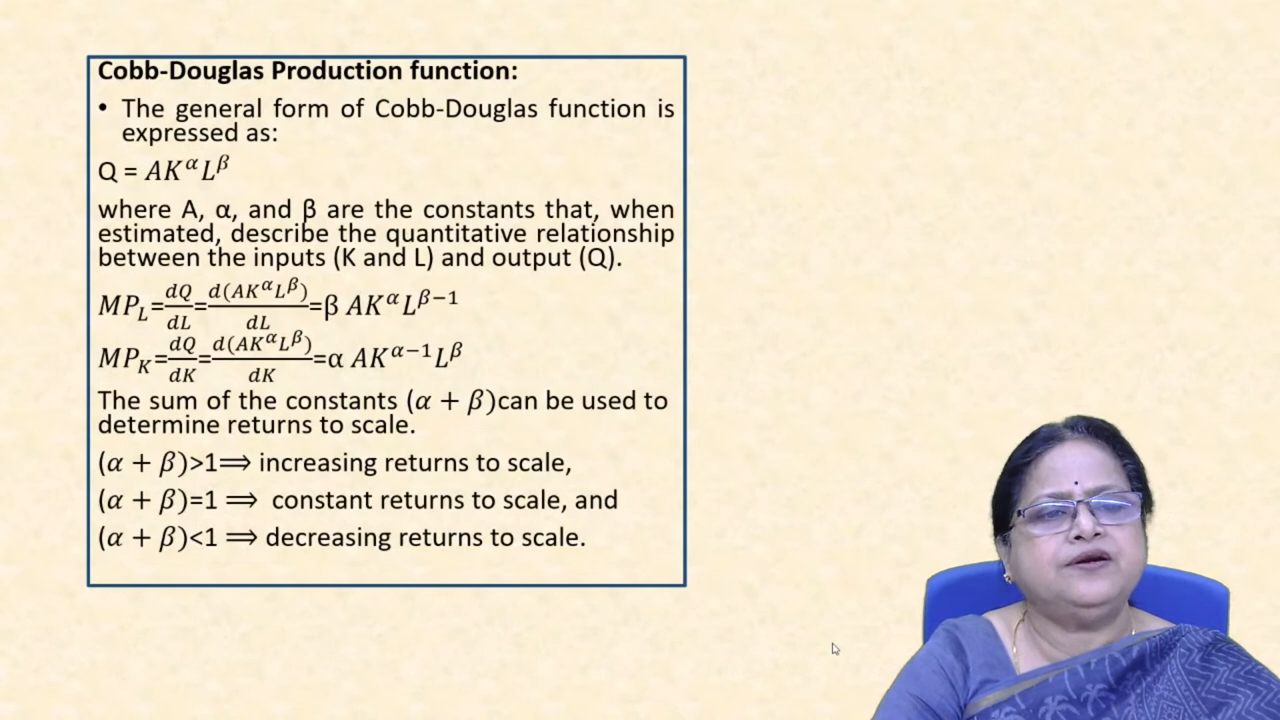 Cobb-Douglas Production function:
• The general form of Cobb-Douglas function is
expressed as:
Q = AK^α L^β
where A, α, and β are the constants that, when
estimated, describe the quantitative relationship
between the inputs (K and L) and output (Q).
MP_L=dQ/dL=d(AK^α L^β)/dL=β AK^α L^(β−1)
MP_K=dQ/dK=d(AK^α L^β)/dK=α AK^(α−1) L^β
The sum of the constants (α + β)can be used to
determine returns to scale.
(α + β)>1⟹ increasing returns to scale,
(α + β)=1 ⟹ constant returns to scale, and
(α + β)<1 ⟹ decreasing returns to scale.